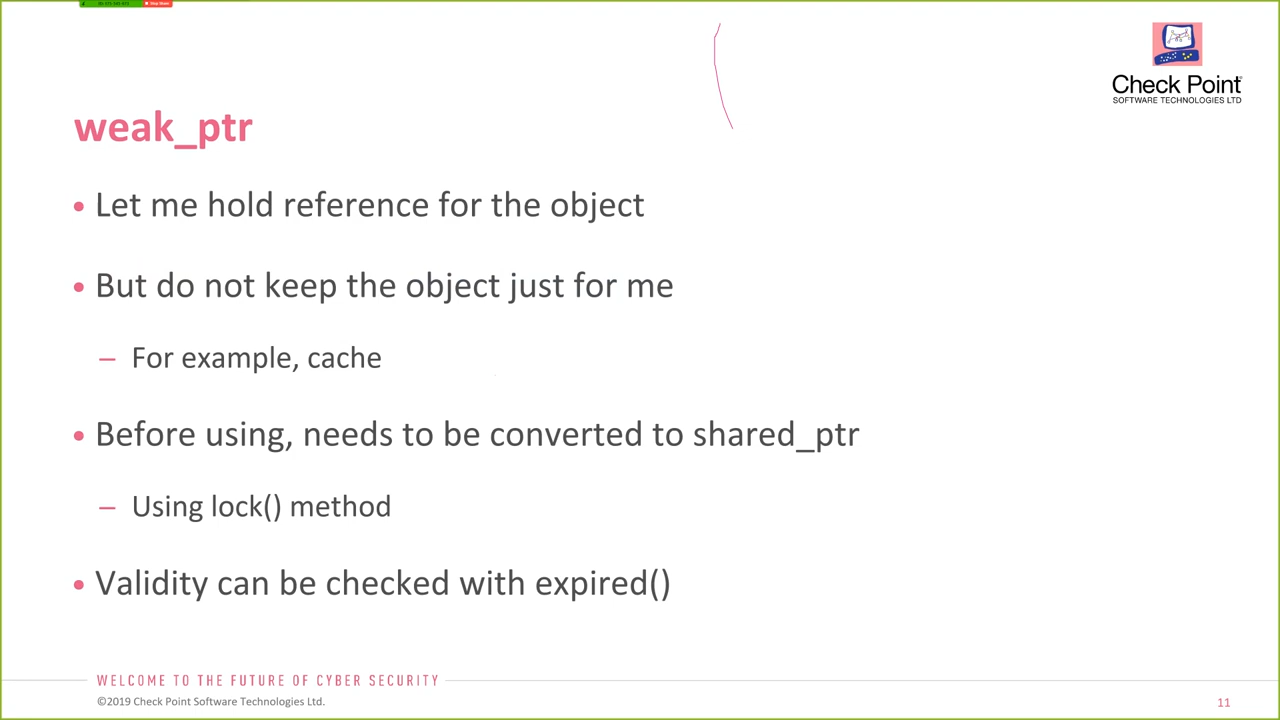 Check Point
SOFTWARE TECHNOLOGIES LTD
weak_ptr
• Let me hold reference for the object
• But do not keep the object just for me
– For example, cache
• Before using, needs to be converted to shared_ptr
– Using lock() method
• Validity can be checked with expired()
WELCOME TO THE FUTURE OF CYBER SECURITY
©2019 Check Point Software Technologies Ltd.
11